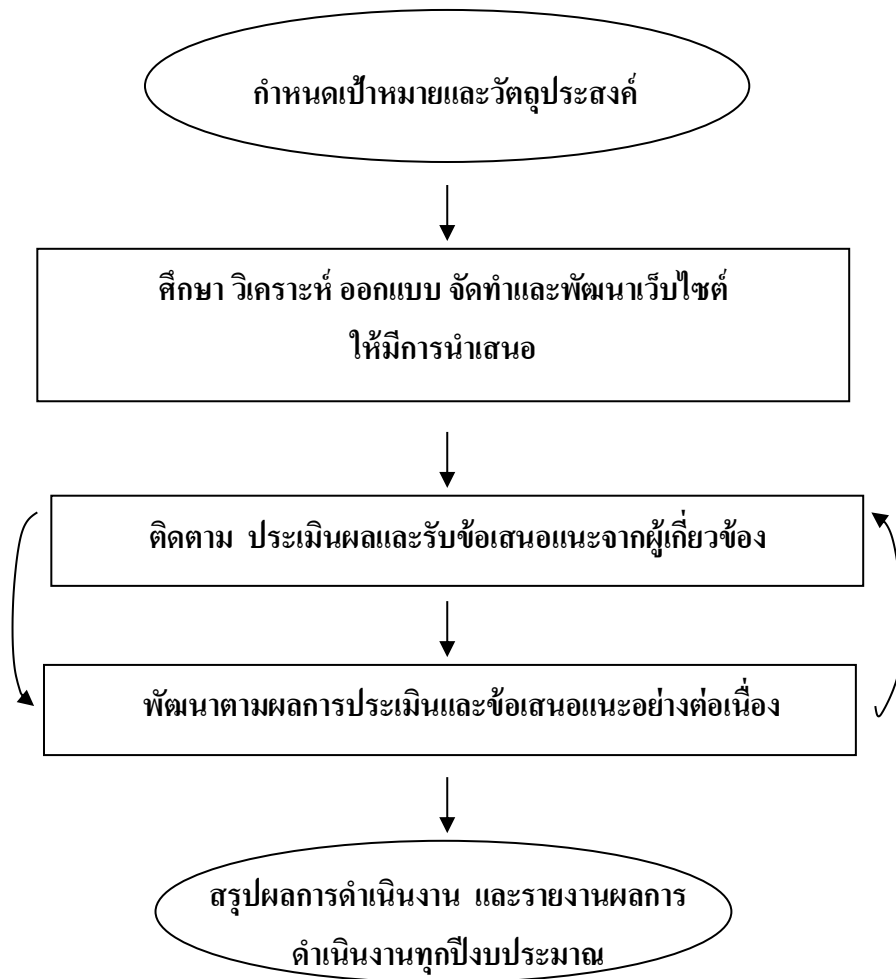 กำหนดเป้าหมายและวัตถุประสงค์
ศึกษา วิเคราะห์ ออกแบบ จัดทำและพัฒนาเว็บไซต์
ให้มีการนำเสนอ
ติดตาม ประเมินผลและรับข้อเสนอแนะจากผู้เกี่ยวข้อง
พัฒนาตามผลการประเมินและข้อเสนอแนะอย่างต่อเนื่อง
สรุปผลการดำเนินงาน และรายงานผลการ
ดำเนินงานทุกปีงบประมาณ